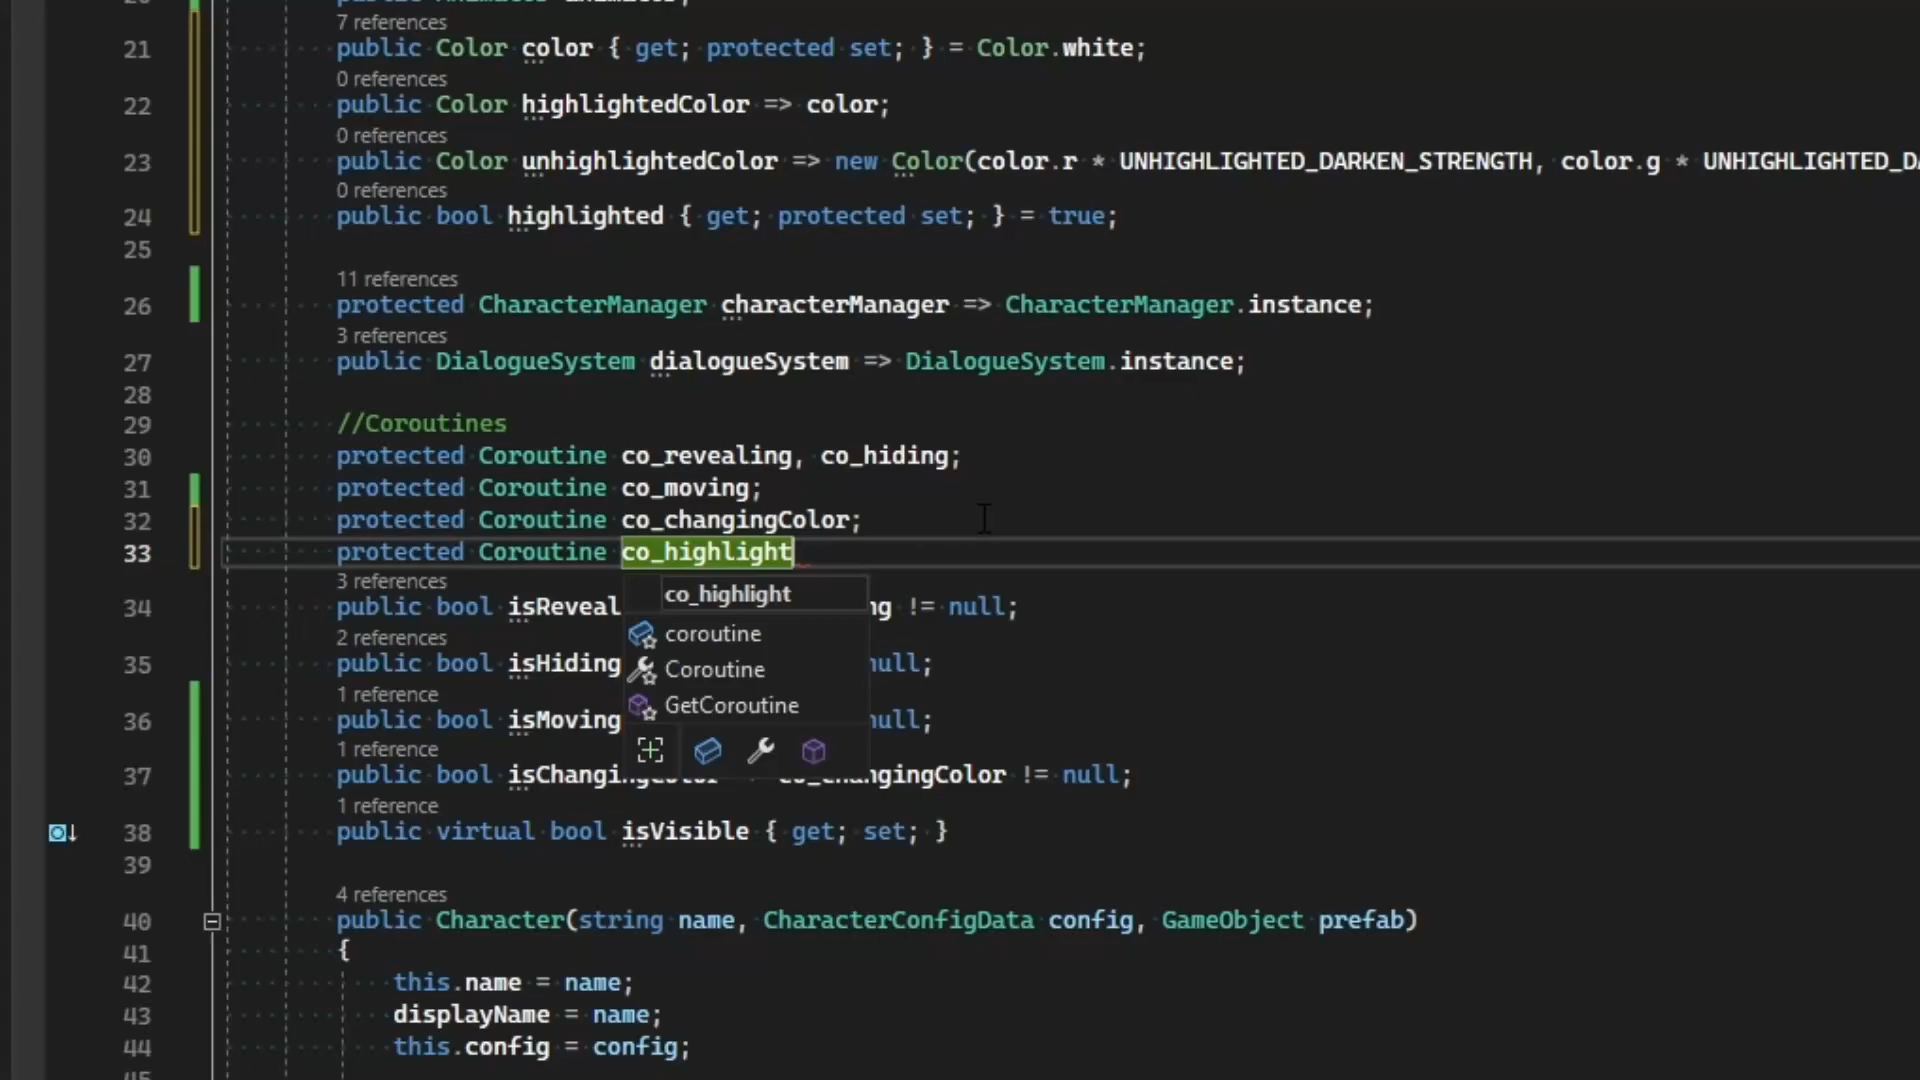 7 references
21 public Color color { get; protected set; } = Color.white;
0 references
22 public Color highlightedColor => color;
0 references
23 public Color unhighlightedColor => new Color(color.r * UNHIGHLIGHTED_DARKEN_STRENGTH, color.g * UNHIGHLIGHTED_DA
0 references
24 public bool highlighted { get; protected set; } = true;
25
11 references
26 protected CharacterManager characterManager => CharacterManager.instance;
3 references
27 public DialogueSystem dialogueSystem => DialogueSystem.instance;
28
29 //Coroutines
30 protected Coroutine co_revealing, co_hiding;
31 protected Coroutine co_moving;
32 protected Coroutine co_changingColor;
33 protected Coroutine co_highlight
3 references
co_highlight
34 public bool isReveal ng != null;
2 references
coroutine
35 public bool isHiding null;
Coroutine
1 reference
GetCoroutine
36 public bool isMoving null;
1 reference
37 public bool isChangingColor co_changingColor != null;
1 reference
38 public virtual bool isVisible { get; set; }
39
4 references
40 public Character(string name, CharacterConfigData config, GameObject prefab)
41 {
42 this.name = name;
43 displayName = name;
44 this.config = config;